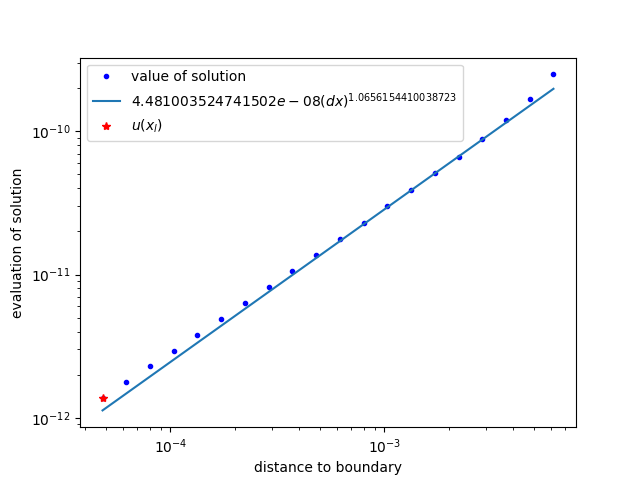 value of solution
4.481003524741502e − 08(dx)^1.0656154410038723
u(x_l)
10^−10
10^−11
10^−12
evaluation of solution
10^−4
10^−3
distance to boundary